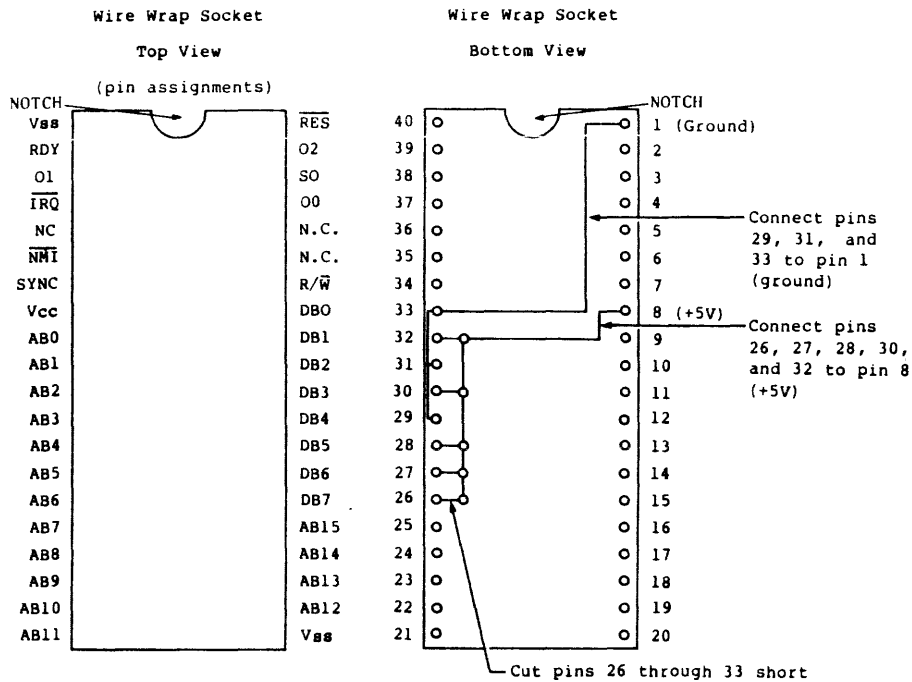 Wire Wrap Socket
Top View
(pin assignments)
NOTCH
Vss
RDY
O1
IRQ
NC
NMI
SYNC
Vcc
AB0
AB1
AB2
AB3
AB4
AB5
AB6
AB7
AB8
AB9
AB10
AB11
RES
O2
SO
O0
N.C.
N.C.
R/W
DB0
DB1
DB2
DB3
DB4
DB5
DB6
DB7
AB15
AB14
AB13
AB12
Vss
Wire Wrap Socket
Bottom View
NOTCH
40
39
38
37
36
35
34
33
32
31
30
29
28
27
26
25
24
23
22
21
1 (Ground)
2
3
4
5
6
7
8 (+5V)
9
10
11
12
13
14
15
16
17
18
19
20
Connect pins
29, 31, and
33 to pin 1
(ground)
Connect pins
26, 27, 28, 30,
and 32 to pin 8
(+5V)
Cut pins 26 through 33 short